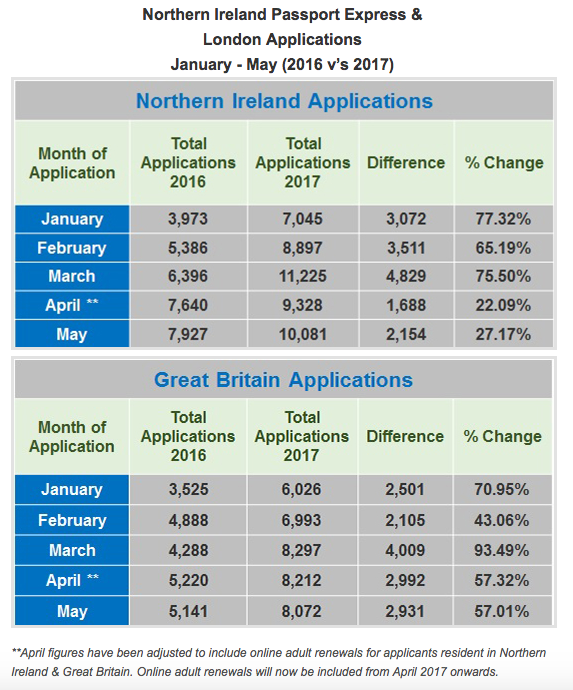 Northern Ireland Passport Express &
London Applications
January - May (2016 v's 2017)
Northern Ireland Applications
Month of Application Total Applications 2016 Total Applications 2017 Difference % Change
January 3,973 7,045 3,072 77.32%
February 5,386 8,897 3,511 65.19%
March 6,396 11,225 4,829 75.50%
April ** 7,640 9,328 1,688 22.09%
May 7,927 10,081 2,154 27.17%
Great Britain Applications
Month of Application Total Applications 2016 Total Applications 2017 Difference % Change
January 3,525 6,026 2,501 70.95%
February 4,888 6,993 2,105 43.06%
March 4,288 8,297 4,009 93.49%
April ** 5,220 8,212 2,992 57.32%
May 5,141 8,072 2,931 57.01%
**April figures have been adjusted to include online adult renewals for applicants resident in Northern
Ireland & Great Britain. Online adult renewals will now be included from April 2017 onwards.